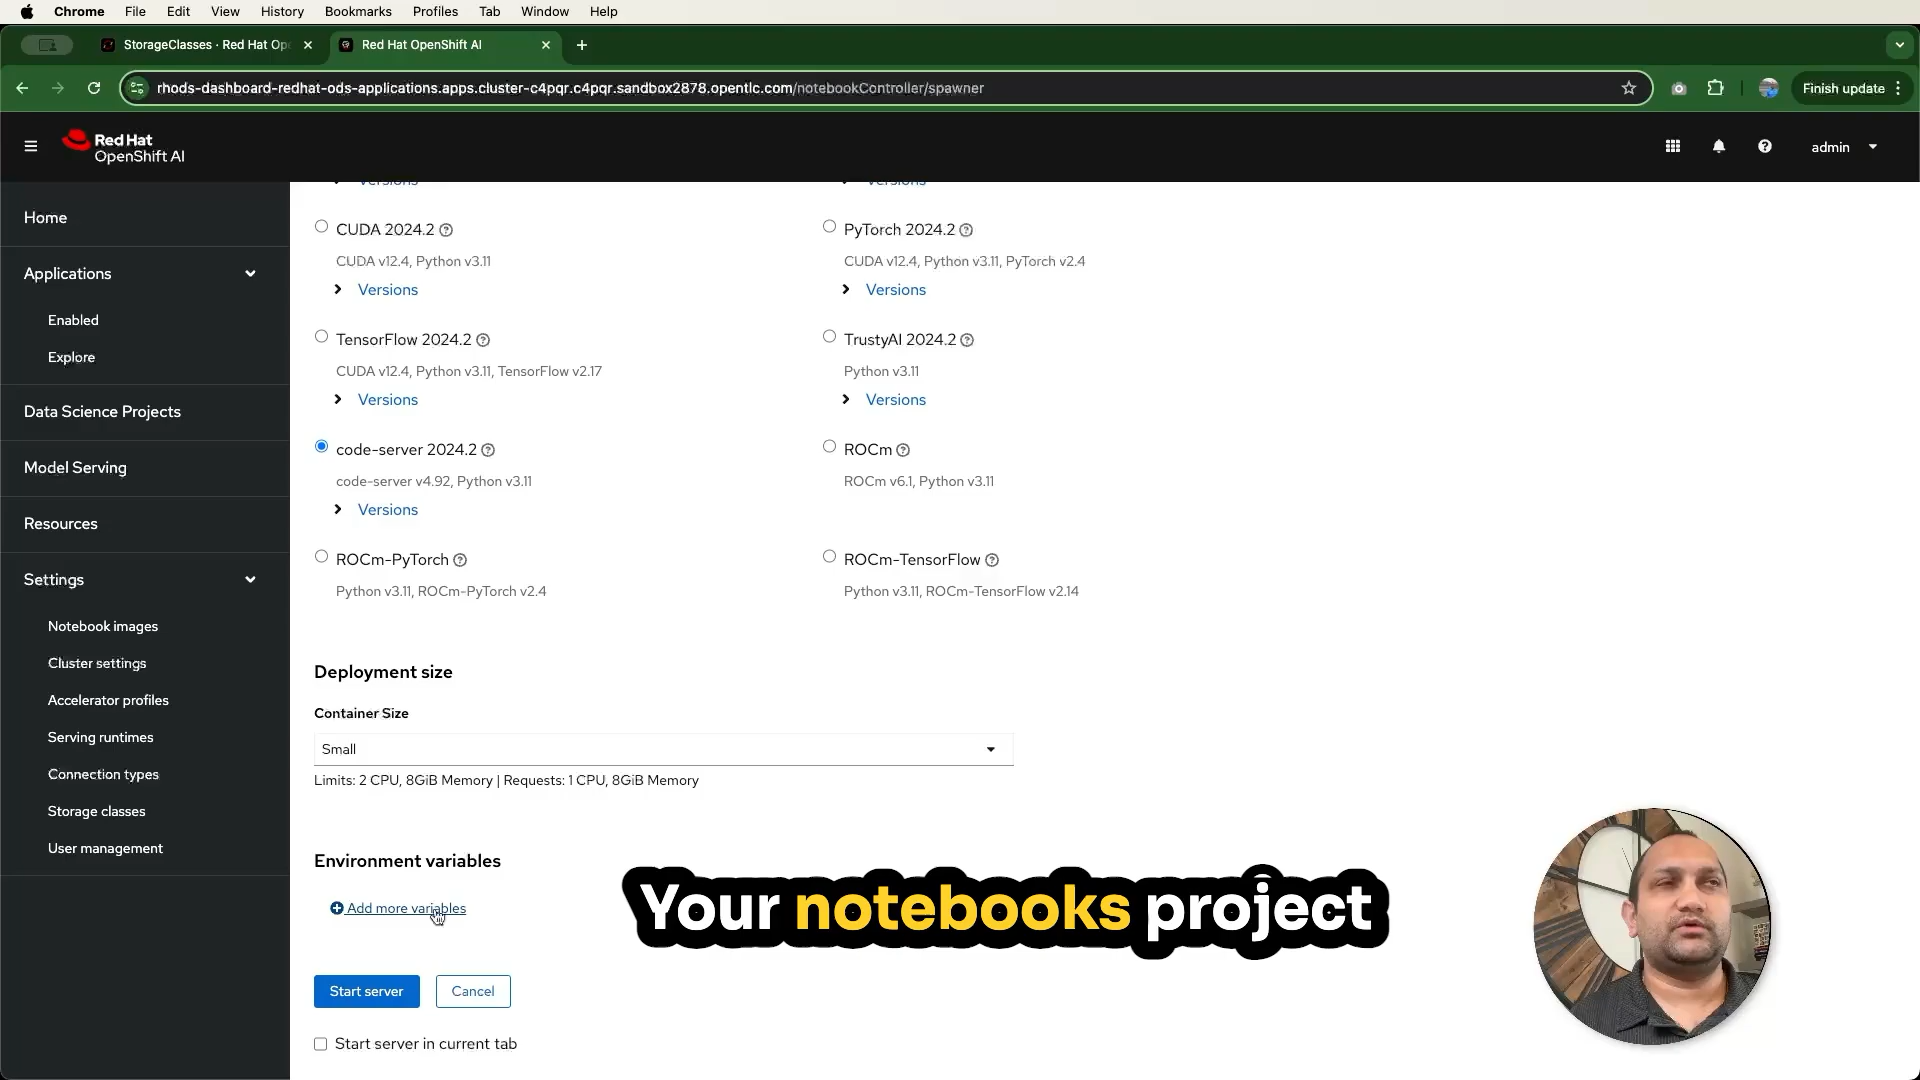 Chrome File Edit View History Bookmarks Profiles Tab Window Help
StorageClasses · Red Hat Op
Red Hat OpenShift AI
rhods-dashboard-redhat-ods-applications.apps.cluster-c4pqr.c4pqr.sandbox2878.opentlc.com/notebookController/spawner
Finish update
Red Hat
OpenShift AI
admin
Home
Applications
Enabled
Explore
Data Science Projects
Model Serving
Resources
Settings
Notebook images
Cluster settings
Accelerator profiles
Serving runtimes
Connection types
Storage classes
User management
Versions
Versions
CUDA 2024.2
CUDA v12.4, Python v3.11
Versions
PyTorch 2024.2
CUDA v12.4, Python v3.11, PyTorch v2.4
Versions
TensorFlow 2024.2
CUDA v12.4, Python v3.11, TensorFlow v2.17
Versions
TrustyAI 2024.2
Python v3.11
Versions
code-server 2024.2
code-server v4.92, Python v3.11
Versions
ROCm
ROCm v6.1, Python v3.11
ROCm-PyTorch
Python v3.11, ROCm-PyTorch v2.4
ROCm-TensorFlow
Python v3.11, ROCm-TensorFlow v2.14
Deployment size
Container Size
Small
Limits: 2 CPU, 8GiB Memory | Requests: 1 CPU, 8GiB Memory
Environment variables
Add more variables
Your notebooks project
Start server
Cancel
Start server in current tab